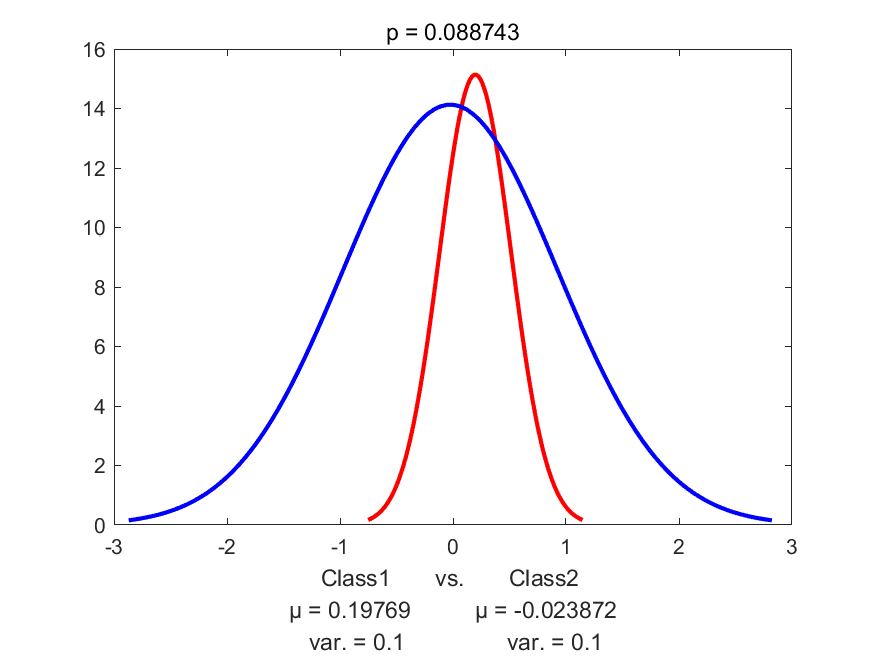 p = 0.088743
16
14
12
10
8
6
4
2
0
-3 -2 -1 0 1 2 3
Class1 vs. Class2
μ = 0.19769 μ = -0.023872
var. = 0.1 var. = 0.1